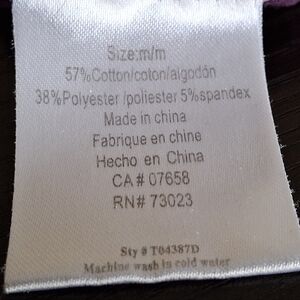 Size:m/m
57%Cotton/coton/algodón
38%Polyester /poliester 5%spandex
Made in china
Fabrique en chine
Hecho en China
CA# 07658
RN# 73023
Sty # T04387D
Machine wash in cold water